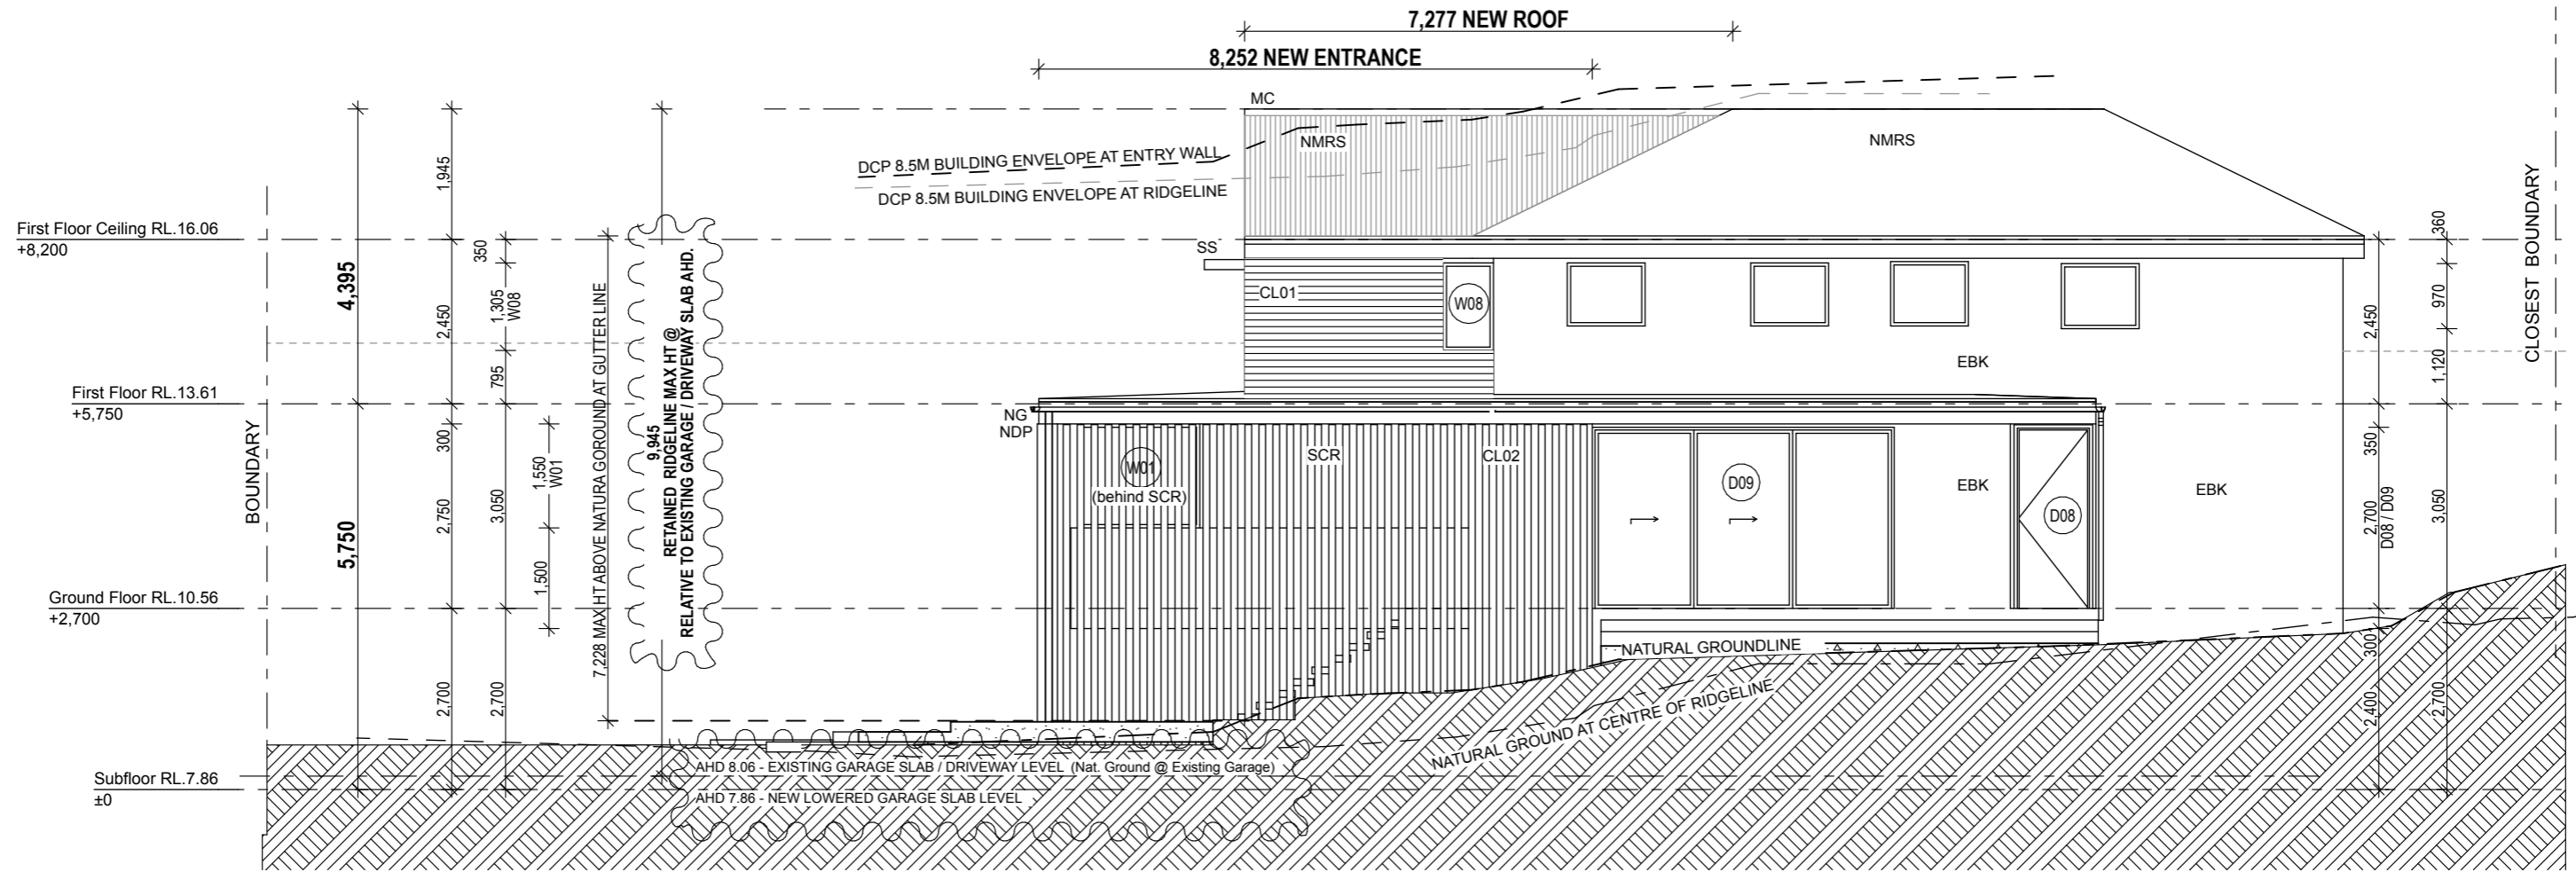 7,277 NEW ROOF
8,252 NEW ENTRANCE
MC
NMRS
NMRS
DCP 8.5M BUILDING ENVELOPE AT ENTRY WALL
DCP 8.5M BUILDING ENVELOPE AT RIDGELINE
First Floor Ceiling RL.16.06
+8,200
First Floor RL.13.61
+5,750
Ground Floor RL.10.56
+2,700
Subfloor RL.7.86
±0
BOUNDARY
4,395
5,750
1,945
2,450
300
2,750
2,700
350
1,305
W08
795
3,050
2,700
1,550
W01
1,500
7,228 MAX HT ABOVE NATURA GOROUND AT GUTTER LINE
9,945
RETAINED RIDGELINE MAX HT @
RELATIVE TO EXISTING GARAGE / DRIVEWAY SLAB AHD.
SS
CL01
W08
EBK
NG
NDP
W01
(behind SCR)
SCR
CL02
D09
EBK
D08
EBK
NATURAL GROUNDLINE
NATURAL GROUND AT CENTRE OF RIDGELINE
AHD 8.06 - EXISTING GARAGE SLAB / DRIVEWAY LEVEL (Nat. Ground @ Existing Garage)
AHD 7.86 - NEW LOWERED GARAGE SLAB LEVEL
2,450
350
2,700
D08 / D09
300
2,400
360
970
1,120
3,050
2,700
CLOSEST BOUNDARY